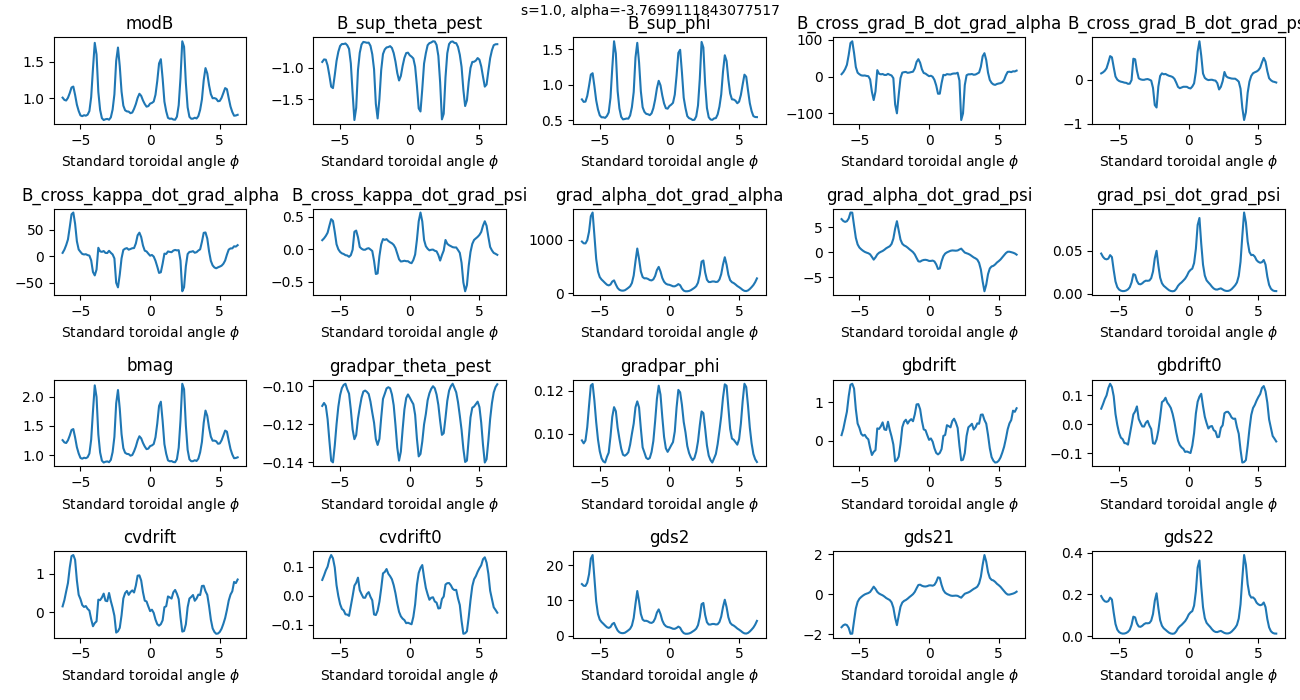 s=1.0, alpha=-3.7699111843077517
modB
B_sup_theta_pest
B_sup_phi
B_cross_grad_B_dot_grad_alpha
B_cross_grad_B_dot_grad_ps
1.5
1.0
−5
0
5
Standard toroidal angle ϕ
−1.0
−1.5
−5
0
5
Standard toroidal angle ϕ
1.5
1.0
0.5
−5
0
5
Standard toroidal angle ϕ
100
0
−100
−5
0
5
Standard toroidal angle ϕ
0
−1
−5
0
5
Standard toroidal angle ϕ
B_cross_kappa_dot_grad_alpha
B_cross_kappa_dot_grad_psi
grad_alpha_dot_grad_alpha
grad_alpha_dot_grad_psi
grad_psi_dot_grad_psi
50
0
−50
−5
0
5
Standard toroidal angle ϕ
0.5
0.0
−0.5
−5
0
5
Standard toroidal angle ϕ
1000
0
−5
0
5
Standard toroidal angle ϕ
5
0
−5
−5
0
5
Standard toroidal angle ϕ
0.05
0.00
−5
0
5
Standard toroidal angle ϕ
bmag
gradpar_theta_pest
gradpar_phi
gbdrift
gbdrift0
2.0
1.5
1.0
−5
0
5
Standard toroidal angle ϕ
−0.10
−0.12
−0.14
−5
0
5
Standard toroidal angle ϕ
0.12
0.10
−5
0
5
Standard toroidal angle ϕ
1
0
−5
0
5
Standard toroidal angle ϕ
0.1
0.0
−0.1
−5
0
5
Standard toroidal angle ϕ
cvdrift
cvdrift0
gds2
gds21
gds22
1
0
−5
0
5
Standard toroidal angle ϕ
0.1
0.0
−0.1
−5
0
5
Standard toroidal angle ϕ
20
10
0
−5
0
5
Standard toroidal angle ϕ
2
0
−2
−5
0
5
Standard toroidal angle ϕ
0.4
0.2
0.0
−5
0
5
Standard toroidal angle ϕ